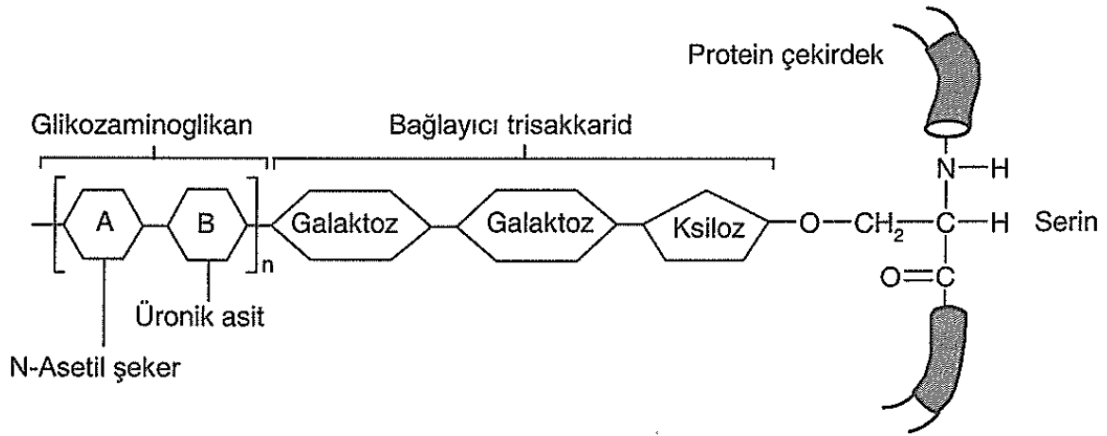 Protein çekirdek
Glikozaminoglikan
Bağlayıcı trisakkarid
N—H
A
B
n
Galaktoz
Galaktoz
Ksiloz
O—CH₂—C—H
Serin
O=C
Üronik asit
N-Asetil şeker